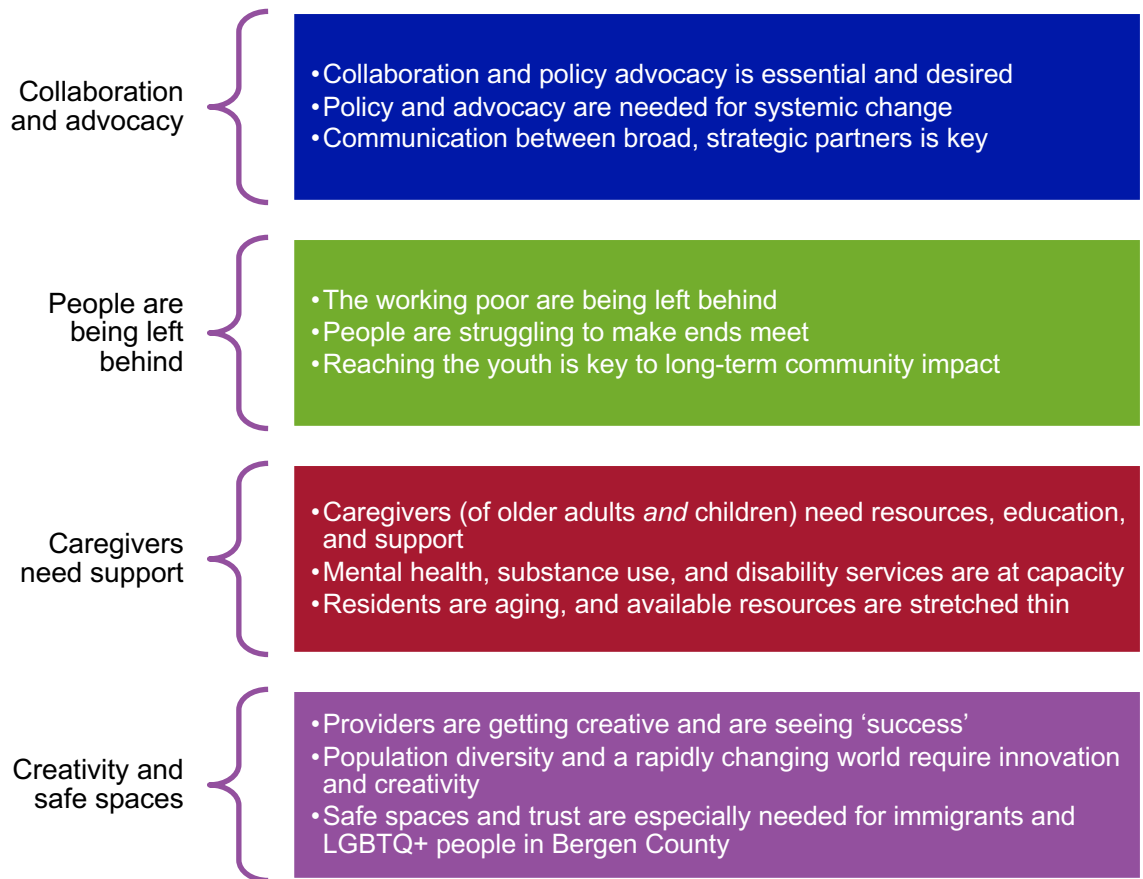 Collaboration
and advocacy
•Collaboration and policy advocacy is essential and desired
•Policy and advocacy are needed for systemic change
•Communication between broad, strategic partners is key
People are
being left
behind
•The working poor are being left behind
•People are struggling to make ends meet
•Reaching the youth is key to long-term community impact
Caregivers
need support
•Caregivers (of older adults and children) need resources, education,
and support
•Mental health, substance use, and disability services are at capacity
•Residents are aging, and available resources are stretched thin
Creativity and
safe spaces
•Providers are getting creative and are seeing ‘success’
•Population diversity and a rapidly changing world require innovation
and creativity
•Safe spaces and trust are especially needed for immigrants and
LGBTQ+ people in Bergen County